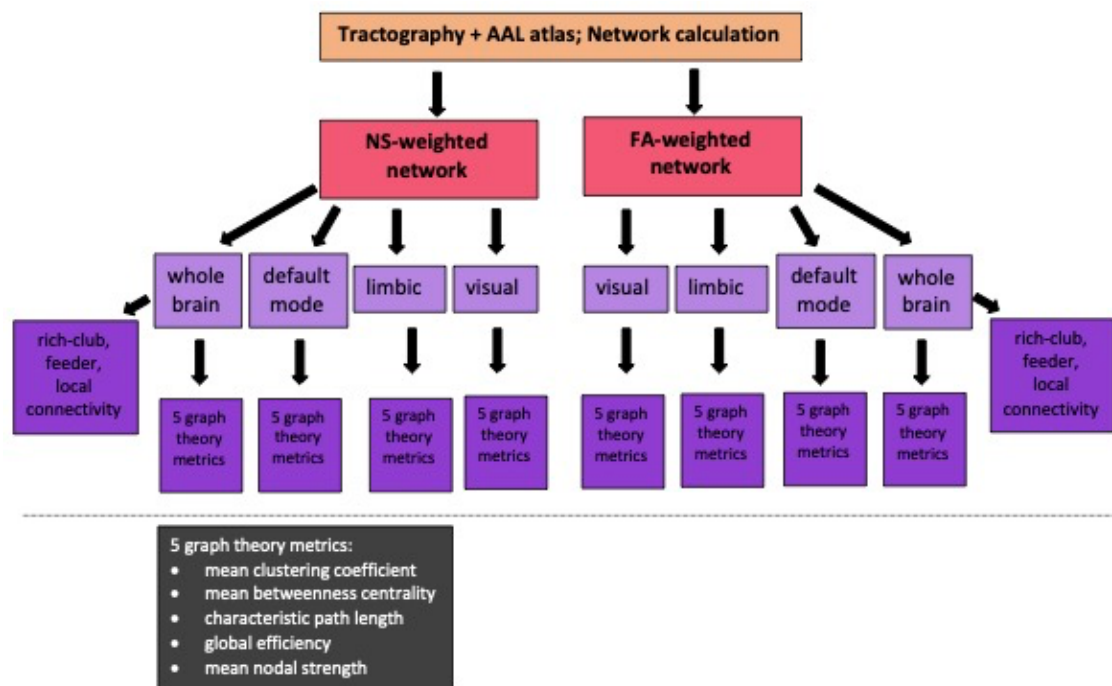 Tractography + AAL atlas; Network calculation
NS-weighted
network
FA-weighted
network
whole
brain
default
mode
limbic
visual
visual
limbic
default
mode
whole
brain
rich-club,
feeder,
local
connectivity
5 graph
theory
metrics
5 graph
theory
metrics
5 graph
theory
metrics
5 graph
theory
metrics
5 graph
theory
metrics
5 graph
theory
metrics
5 graph
theory
metrics
5 graph
theory
metrics
rich-club,
feeder,
local
connectivity
5 graph theory metrics:
• mean clustering coefficient
• mean betweenness centrality
• characteristic path length
• global efficiency
• mean nodal strength